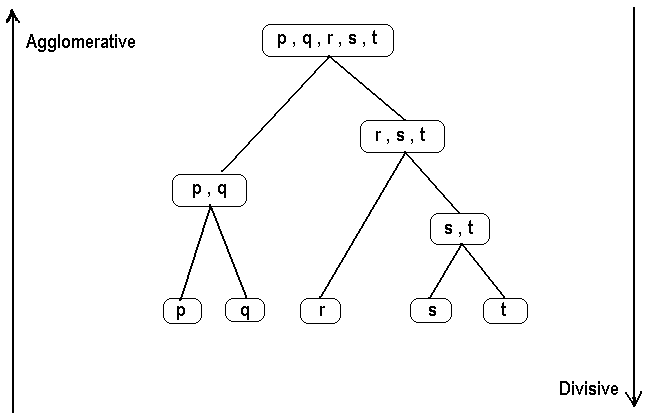 p , q , r , s , t
Agglomerative
r , s , t
p , q
s , t
p
q
r
s
t
Divisive